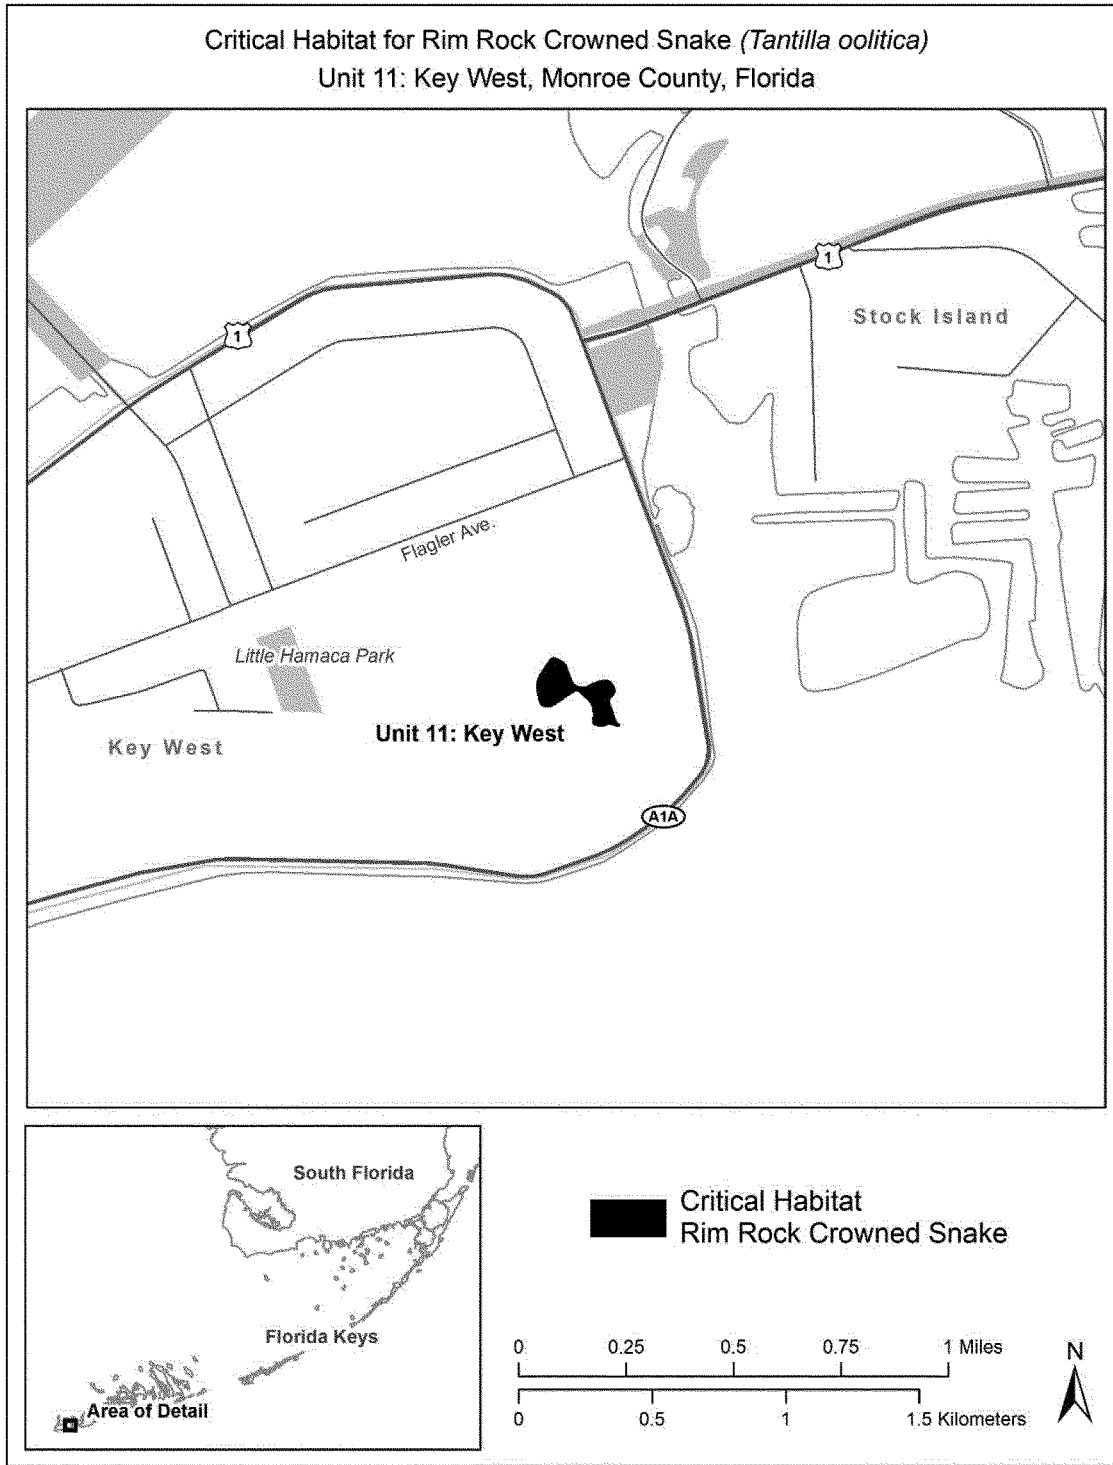 Critical Habitat for Rim Rock Crowned Snake (Tantilla oolitica)
Unit 11: Key West, Monroe County, Florida
1
Stock Island
1
Flagler Ave.
Little Hamaca Park
Unit 11: Key West
Key West
A1A
South Florida
Florida Keys
Area of Detail
Critical Habitat
Rim Rock Crowned Snake
0 0.25 0.5 0.75 1 Miles
0 0.5 1 1.5 Kilometers
N